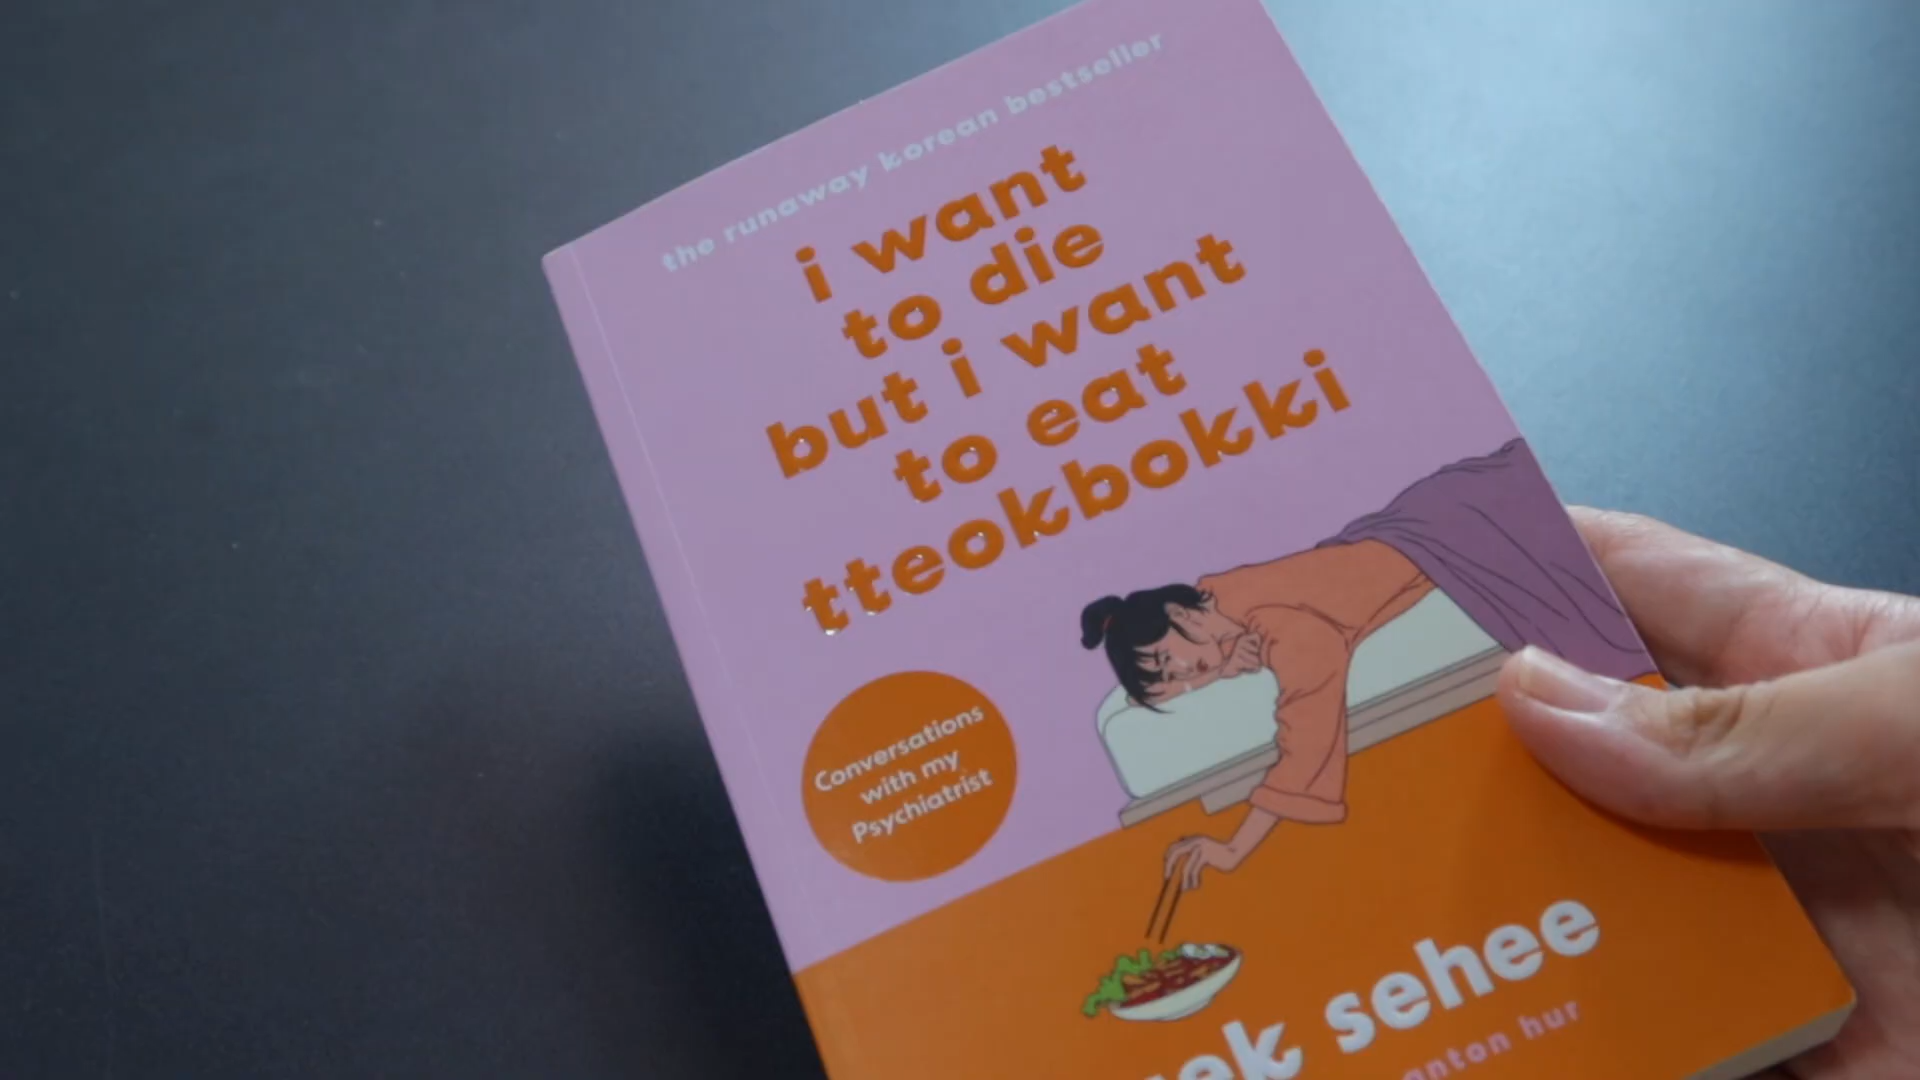 the runaway korean bestseller
i want
to die
but i want
to eat
tteokbokki
Conversations
with my
Psychiatrist
sehee
anton hur